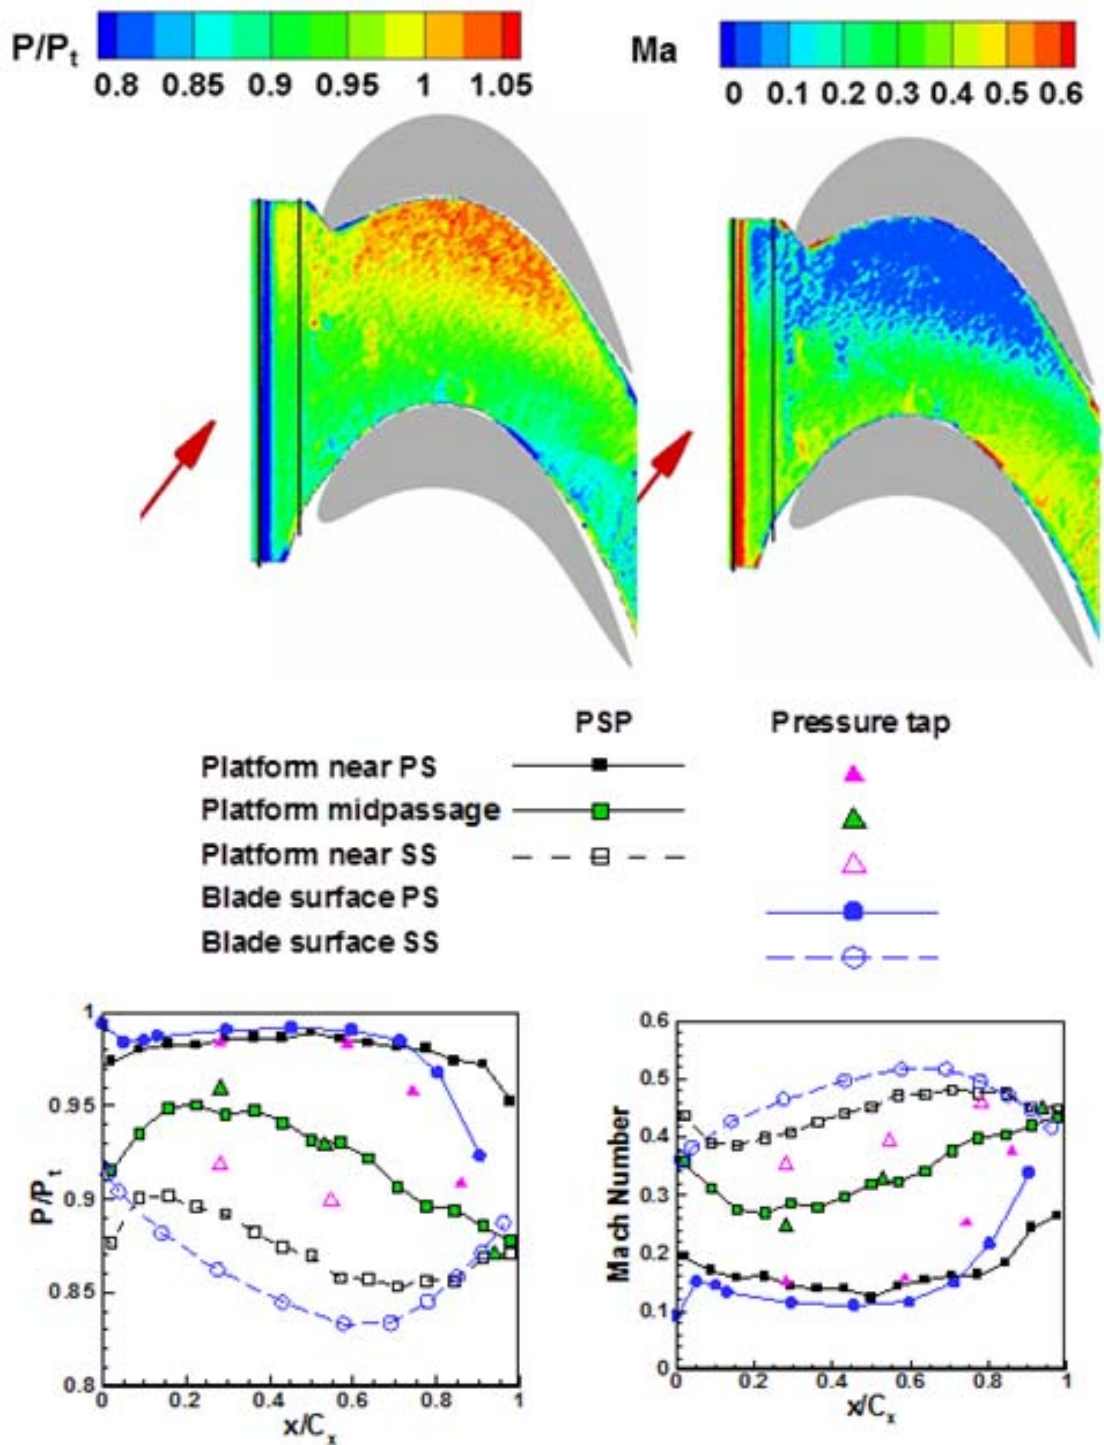 P/Pt
0.8 0.85 0.9 0.95 1 1.05
Ma
0 0.1 0.2 0.3 0.4 0.5 0.6
PSP Pressure tap
Platform near PS
Platform midpassage
Platform near SS
Blade surface PS
Blade surface SS
1
0.95
0.9
0.85
0.8
P/Pt
0 0.2 0.4 0.6 0.8 1
x/Cx
0.6
0.5
0.4
0.3
0.2
0.1
0
Mach Number
0 0.2 0.4 0.6 0.8 1
x/Cx